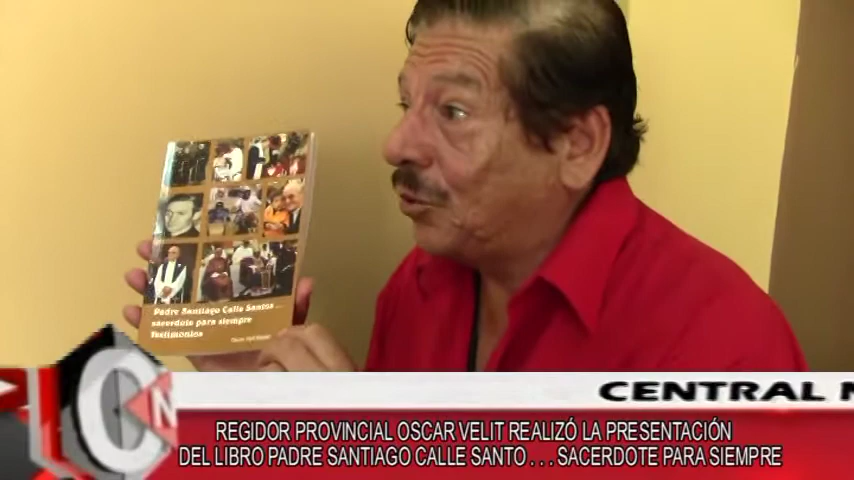 Padre Santiago Calle Santos ...
sacerdote para siempre
Testimonios
CN
CENTRAL N
REGIDOR PROVINCIAL OSCAR VELIT REALIZÓ LA PRESENTACIÓN
DEL LIBRO PADRE SANTIAGO CALLE SANTO . . . SACERDOTE PARA SIEMPRE